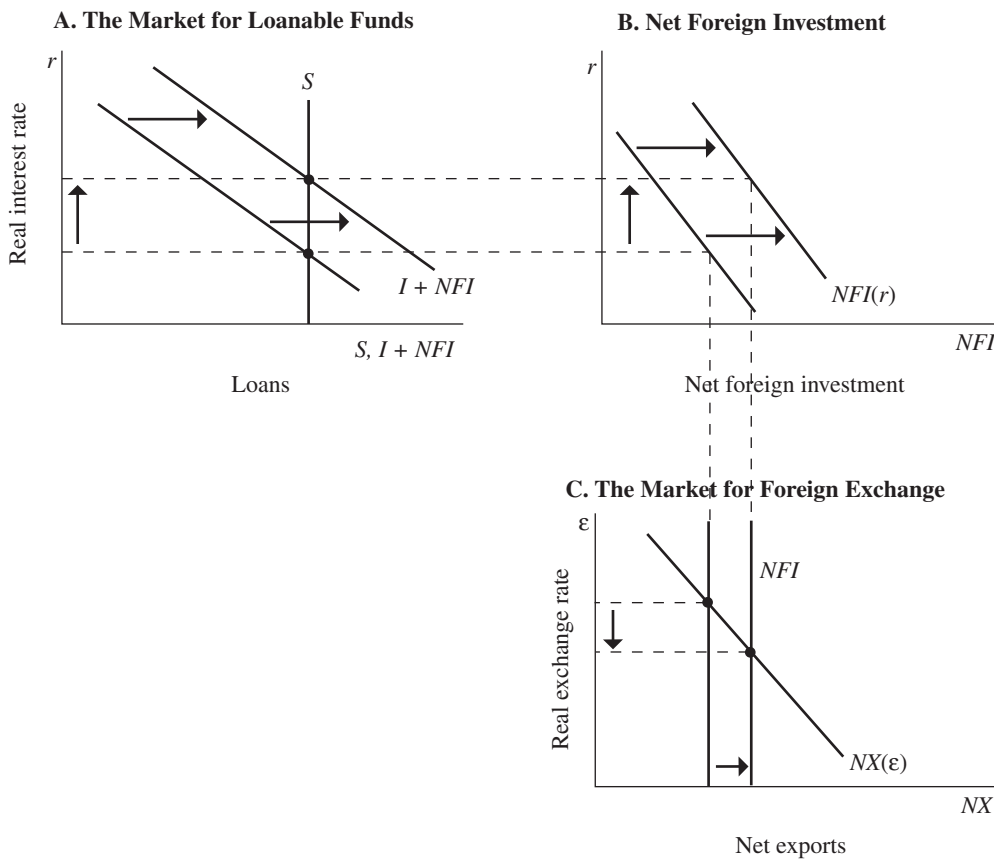 A. The Market for Loanable Funds
r
Real interest rate
S
I + NFI
S, I + NFI
Loans
B. Net Foreign Investment
r
NFI(r)
NFI
Net foreign investment
C. The Market for Foreign Exchange
ε
Real exchange rate
NFI
NX(ε)
NX
Net exports